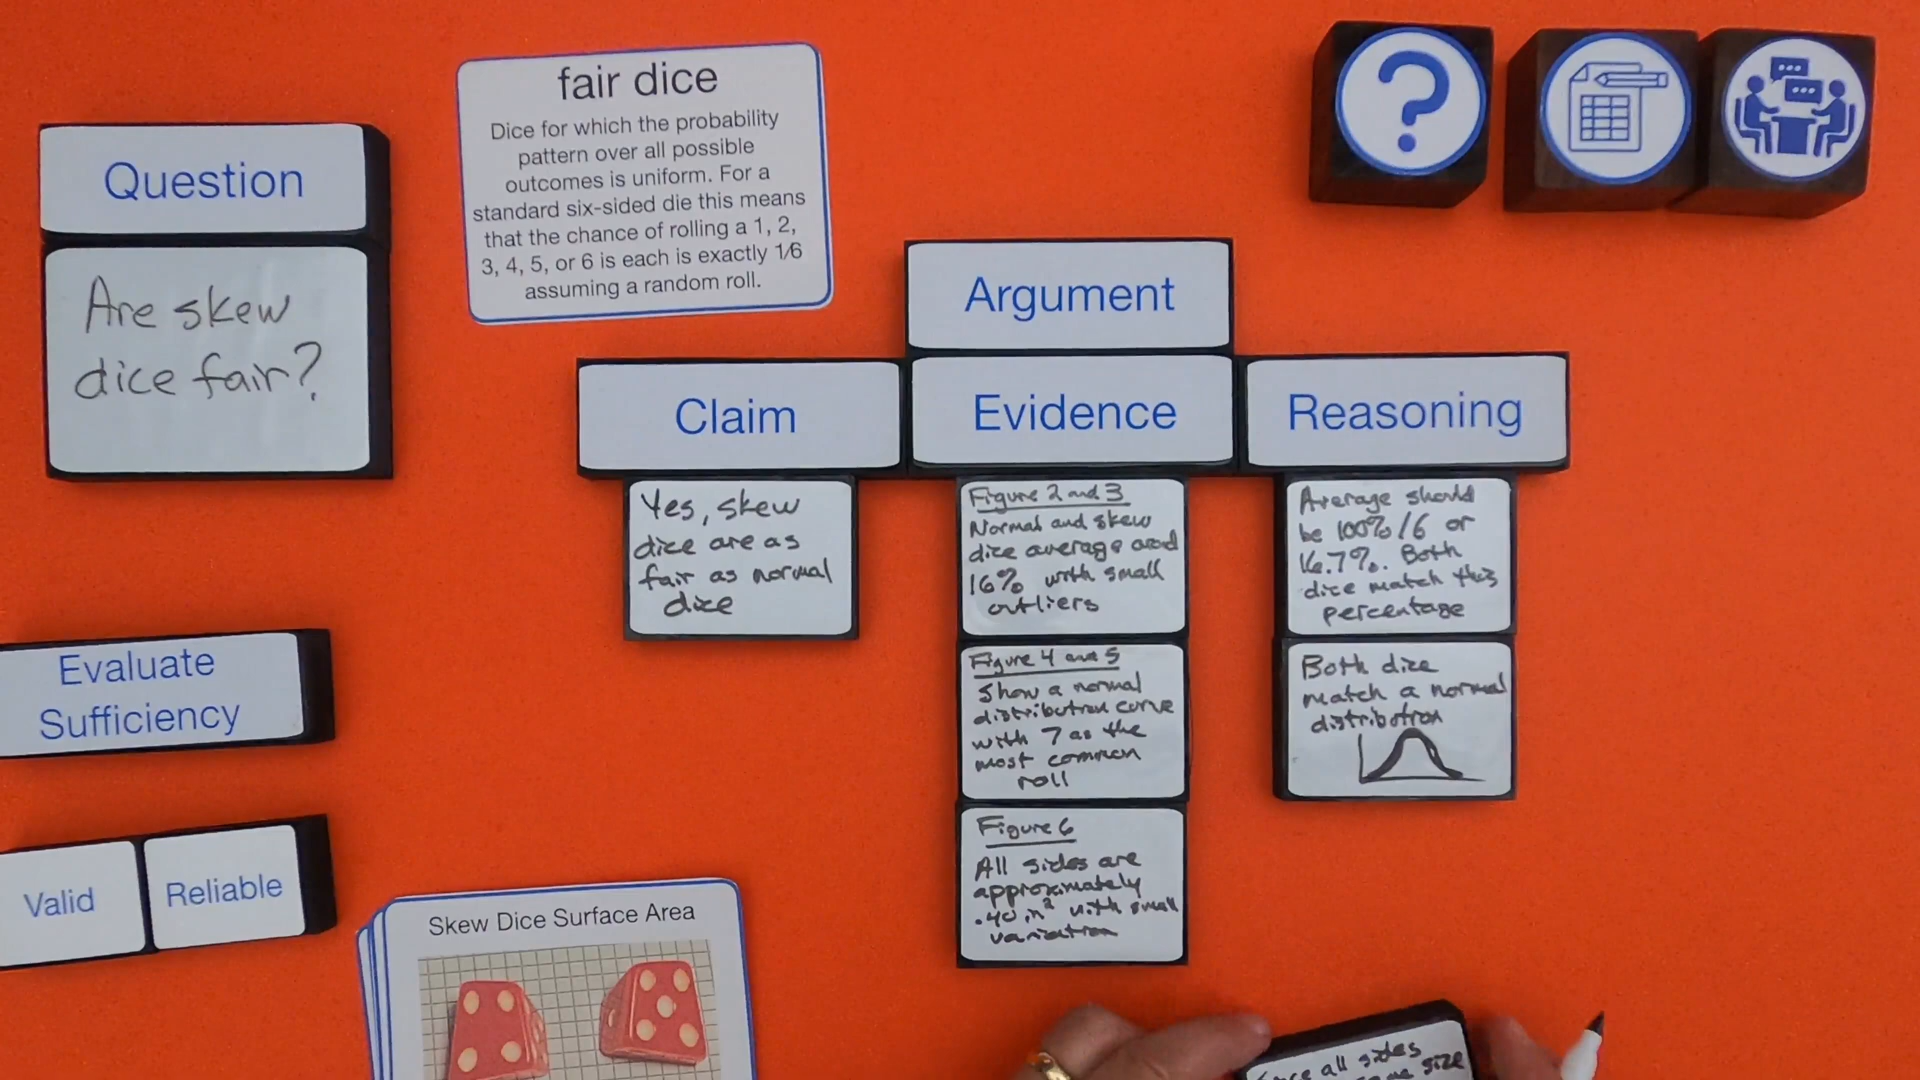 Question
Are skew
dice fair?
fair dice
Dice for which the probability
pattern over all possible
outcomes is uniform. For a
standard six-sided die this means
that the chance of rolling a 1, 2,
3, 4, 5, or 6 is each is exactly 1/6
assuming a random roll.
?
Argument
Claim
Evidence
Reasoning
Yes, skew
dice are as
fair as normal
dice
Figure 2 and 3
Normal and skew
dice average
16% with small
outliers
Figure 4 and 5
Show a normal
distribution curve
with 7 as the
most common
roll
Figure 6
All sides are
approximately
.40 in² with small
variation
Average should
be 100%/6 or
16.7%. Both
dice match this
percentage
Both dice
match a normal
distribution
Evaluate
Sufficiency
Valid
Reliable
Skew Dice Surface Area
all sides
size